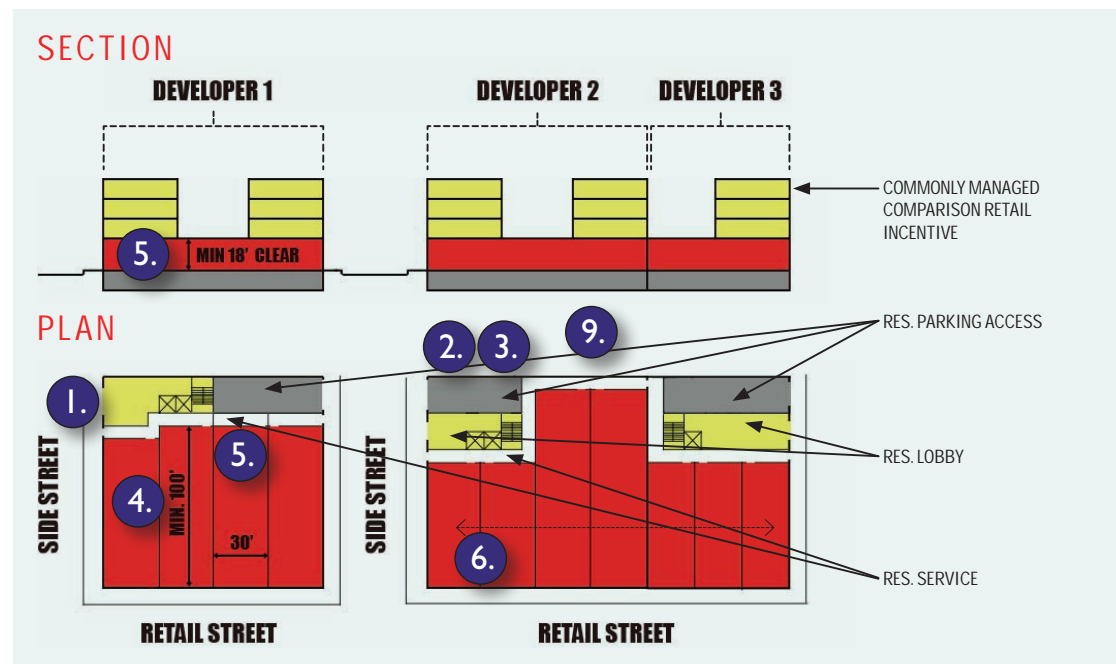 SECTION
DEVELOPER 1
DEVELOPER 2
DEVELOPER 3
COMMONLY MANAGED
COMPARISON RETAIL
INCENTIVE
5.
MIN 18' CLEAR
PLAN
RES. PARKING ACCESS
2.
3.
9.
1.
5.
RES. LOBBY
4.
MIN. 100'
30'
6.
SIDE STREET
SIDE STREET
RES. SERVICE
RETAIL STREET
RETAIL STREET